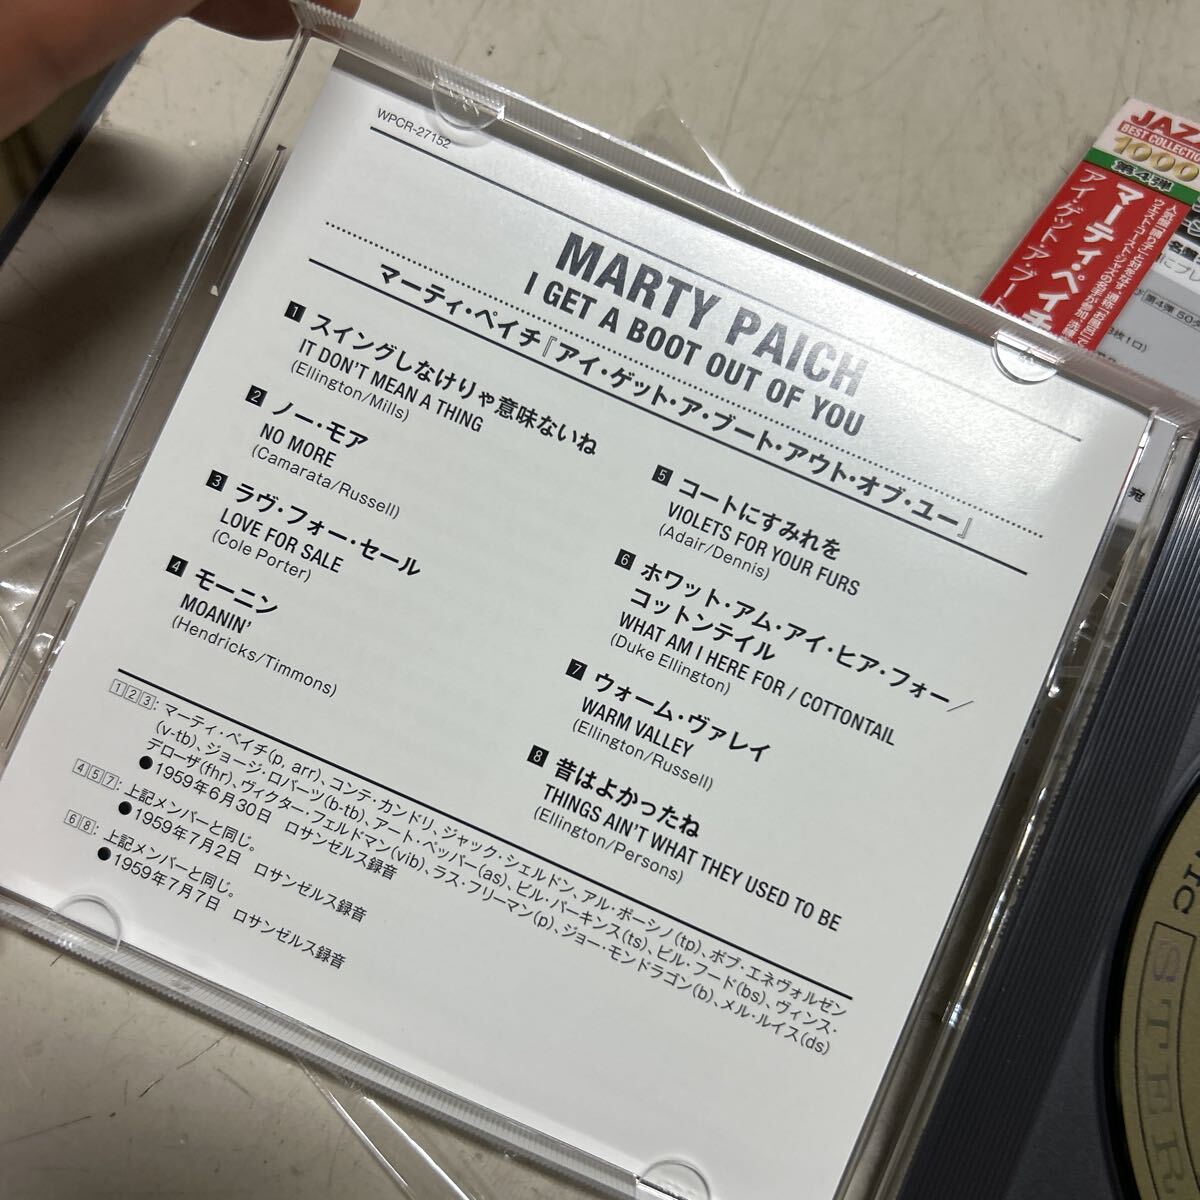 WPCR-27152
MARTY PAICH
I GET A BOOT OUT OF YOU
マーティ・ペイチ『アイ・ゲット・ア・ブート・アウト・オブ・ユー』
1 スイングしなけりゃ意味ないね
IT DON'T MEAN A THING
(Ellington/Mills)
2 ノー・モア
NO MORE
(Camarata/Russell)
3 ラヴ・フォー・セール
LOVE FOR SALE
(Cole Porter)
4 モーニン
MOANIN'
(Hendricks/Timmons)
5 コートにすみれを
VIOLETS FOR YOUR FURS
(Adair/Dennis)
6 ホワット・アム・アイ・ヒア・フォー/
コットンテイル
WHAT AM I HERE FOR / COTTONTAIL
(Duke Ellington)
7 ウォーム・ヴァレイ
WARM VALLEY
(Ellington/Russell)
8 昔はよかったね
THINGS AIN'T WHAT THEY USED TO BE
(Ellington/Persons)
1 2 3: マーティ・ペイチ(p, arr)、コンテ・カンドリ、ジャック・シェルドン、アル・ポーシノ(tp)、ボブ・エネヴォルゼン
(v-tb)、ジョージ・ロバーツ(b-tb)、アート・ペッパー(as)、ビル・パーキンス(ts)、ビル・フード(bs)、ヴィンス・
デローザ(fhr)、ヴィクター・フェルドマン(vib)、ラス・フリーマン(p)、ジョー・モンドラゴン(b)、メル・ルイス(ds)
●1959年6月30日 ロサンゼルス録音
4 5 7: 上記メンバーと同じ。
●1959年7月2日 ロサンゼルス録音
6 8: 上記メンバーと同じ。
●1959年7月7日 ロサンゼルス録音
JAZZ
BEST COLLECTION
1000
第4弾
マーティ・ペイチ
アイ・ゲット・ア・ブート
STER